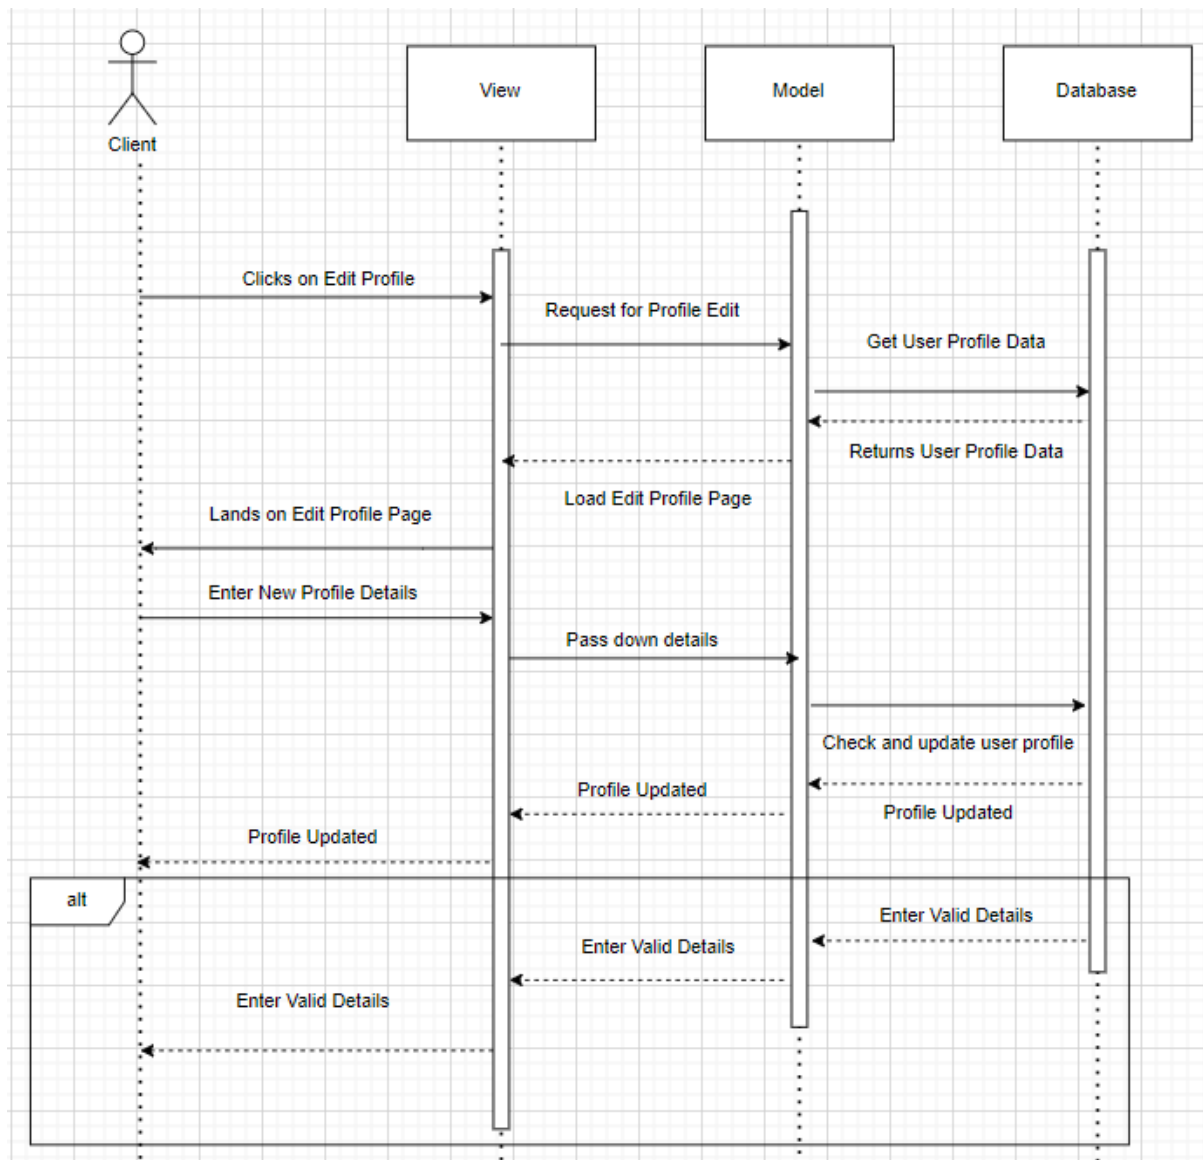 View
Model
Database
Client
Clicks on Edit Profile
Request for Profile Edit
Get User Profile Data
Returns User Profile Data
Load Edit Profile Page
Lands on Edit Profile Page
Enter New Profile Details
Pass down details
Check and update user profile
Profile Updated
Profile Updated
Profile Updated
alt
Enter Valid Details
Enter Valid Details
Enter Valid Details